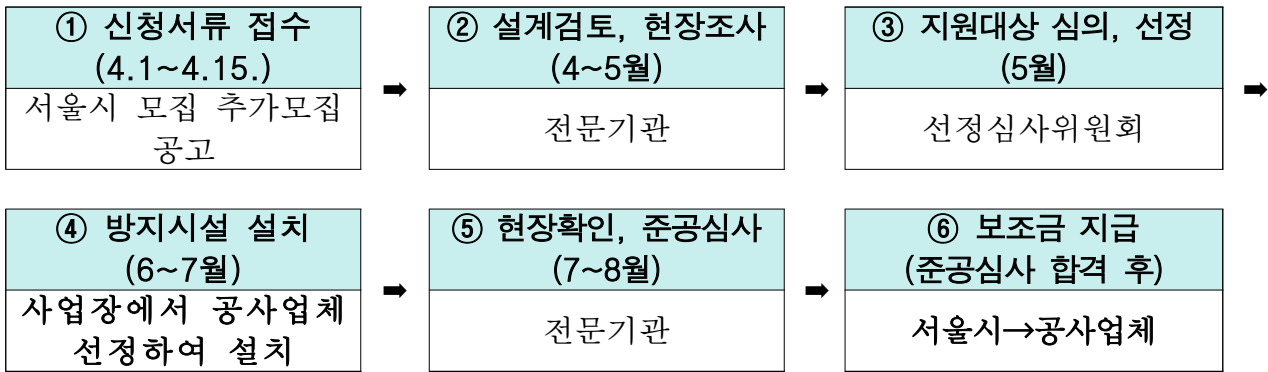 ① 신청서류 접수
(4.1~4.15.)
서울시 모집 추가모집
공고
➡
② 설계검토, 현장조사
(4~5월)
전문기관
➡
③ 지원대상 심의, 선정
(5월)
선정심사위원회
➡
④ 방지시설 설치
(6~7월)
사업장에서 공사업체
선정하여 설치
➡
⑤ 현장확인, 준공심사
(7~8월)
전문기관
➡
⑥ 보조금 지급
(준공심사 합격 후)
서울시→공사업체